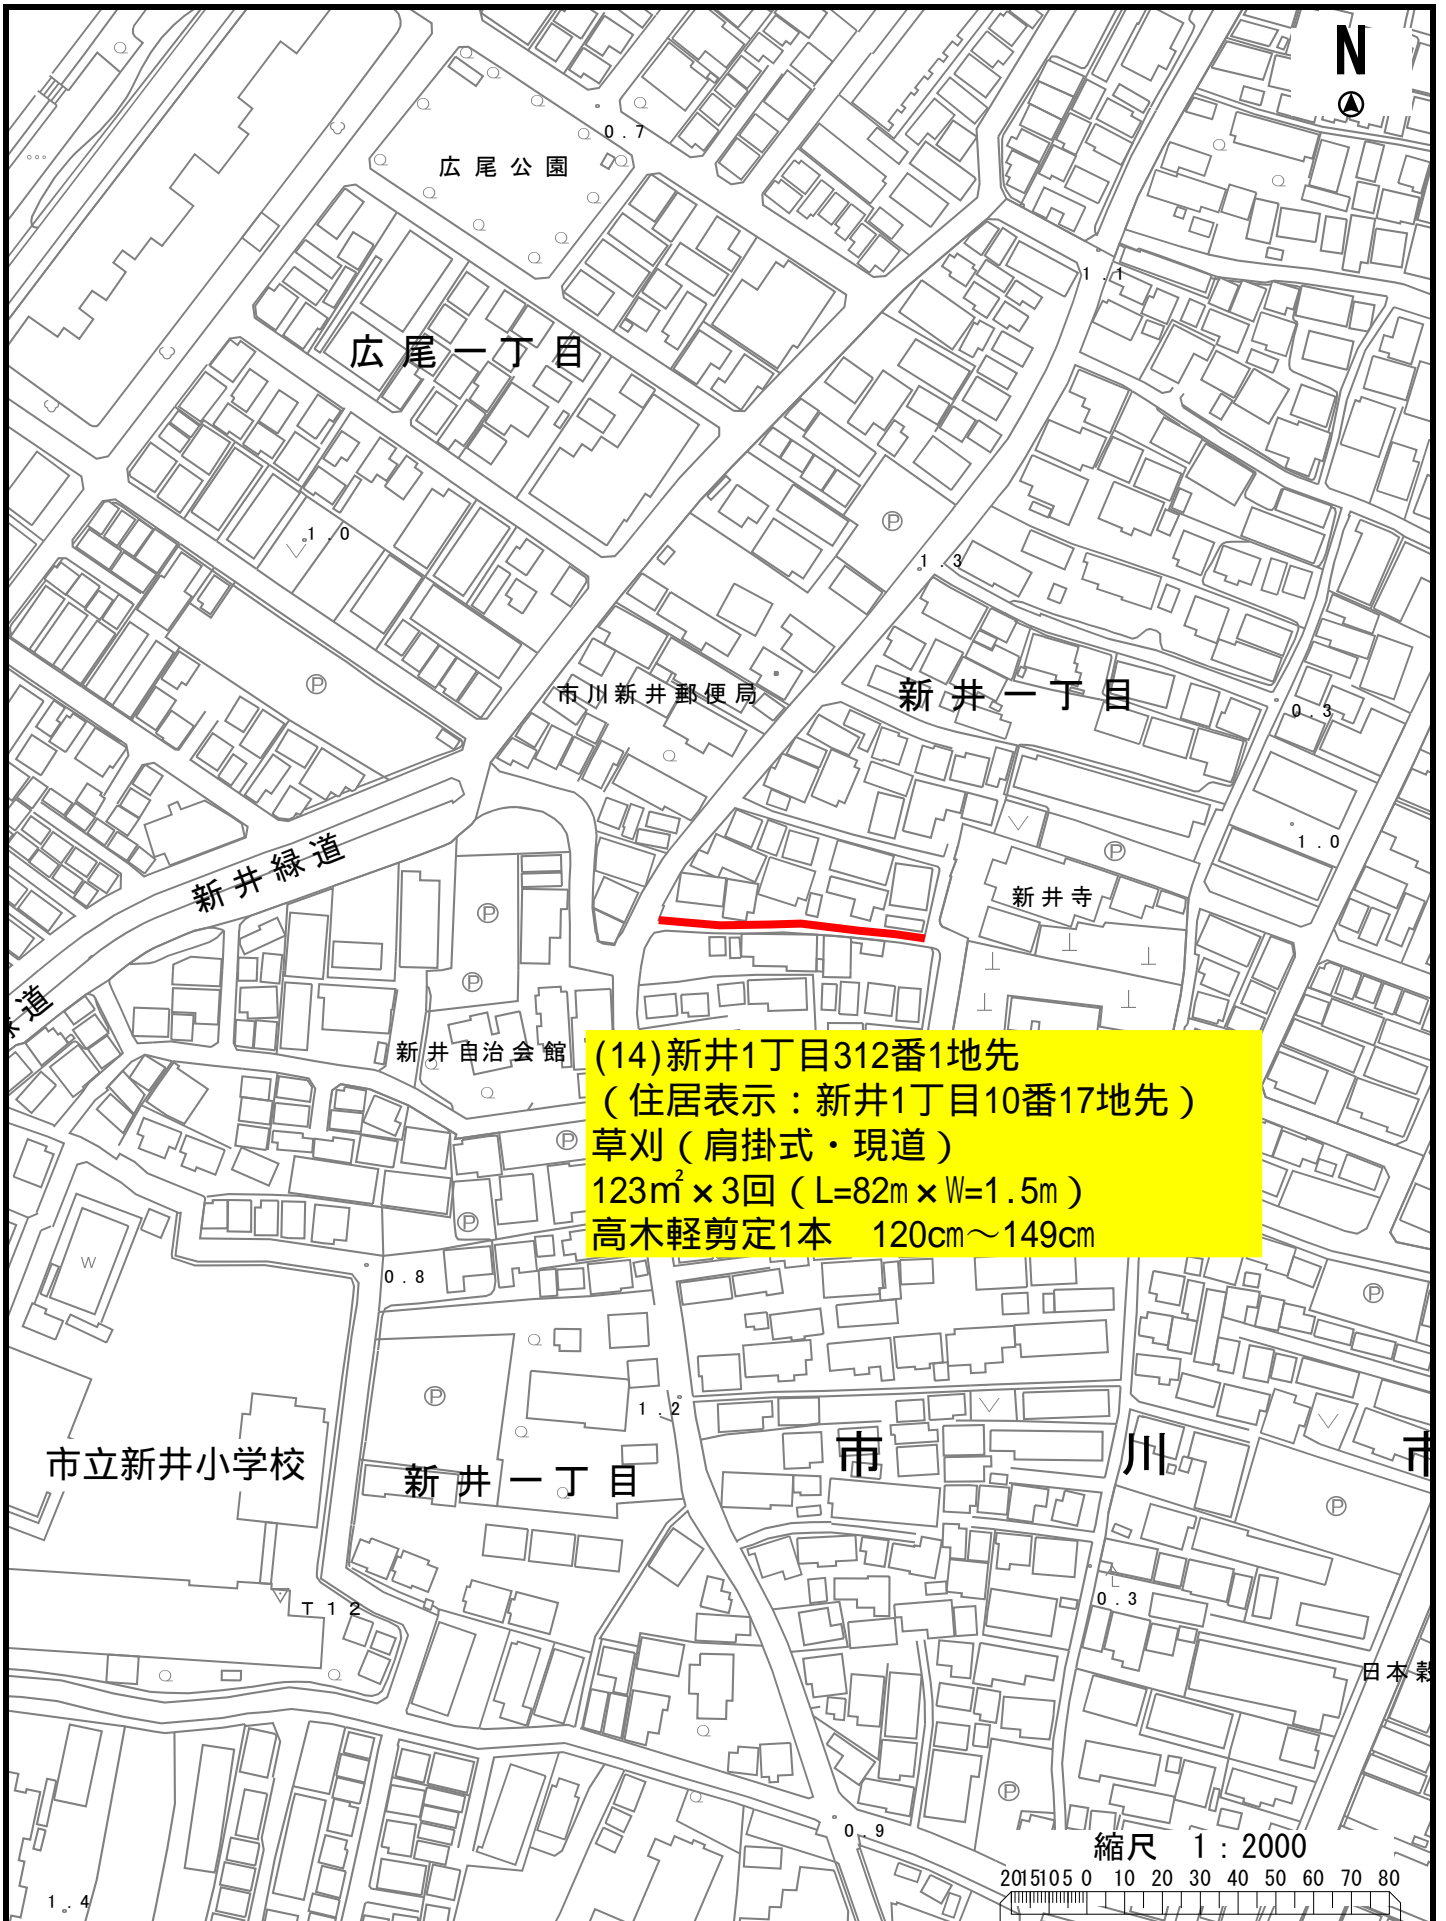 N
0.7
広尾公園
1.1
広尾一丁目
1.0
P
1.3
市川新井郵便局
新井一丁目
0.3
P
1.0
P
新井緑道
新井寺
P
P
緑道
新井自治会館
(14)新井1丁目312番1地先
（住居表示：新井1丁目10番17地先）
草刈（肩掛式・現道）
123㎡×3回（L=82m×W=1.5m）
高木軽剪定1本　120cm～149cm
P
P
W
0.8
P
P
1.2
市立新井小学校
新井一丁目
市川市
P
0.3
T12
日本穀
P
0.9
縮尺　1：2000
2015105 0 10 20 30 40 50 60 70 80
1.4